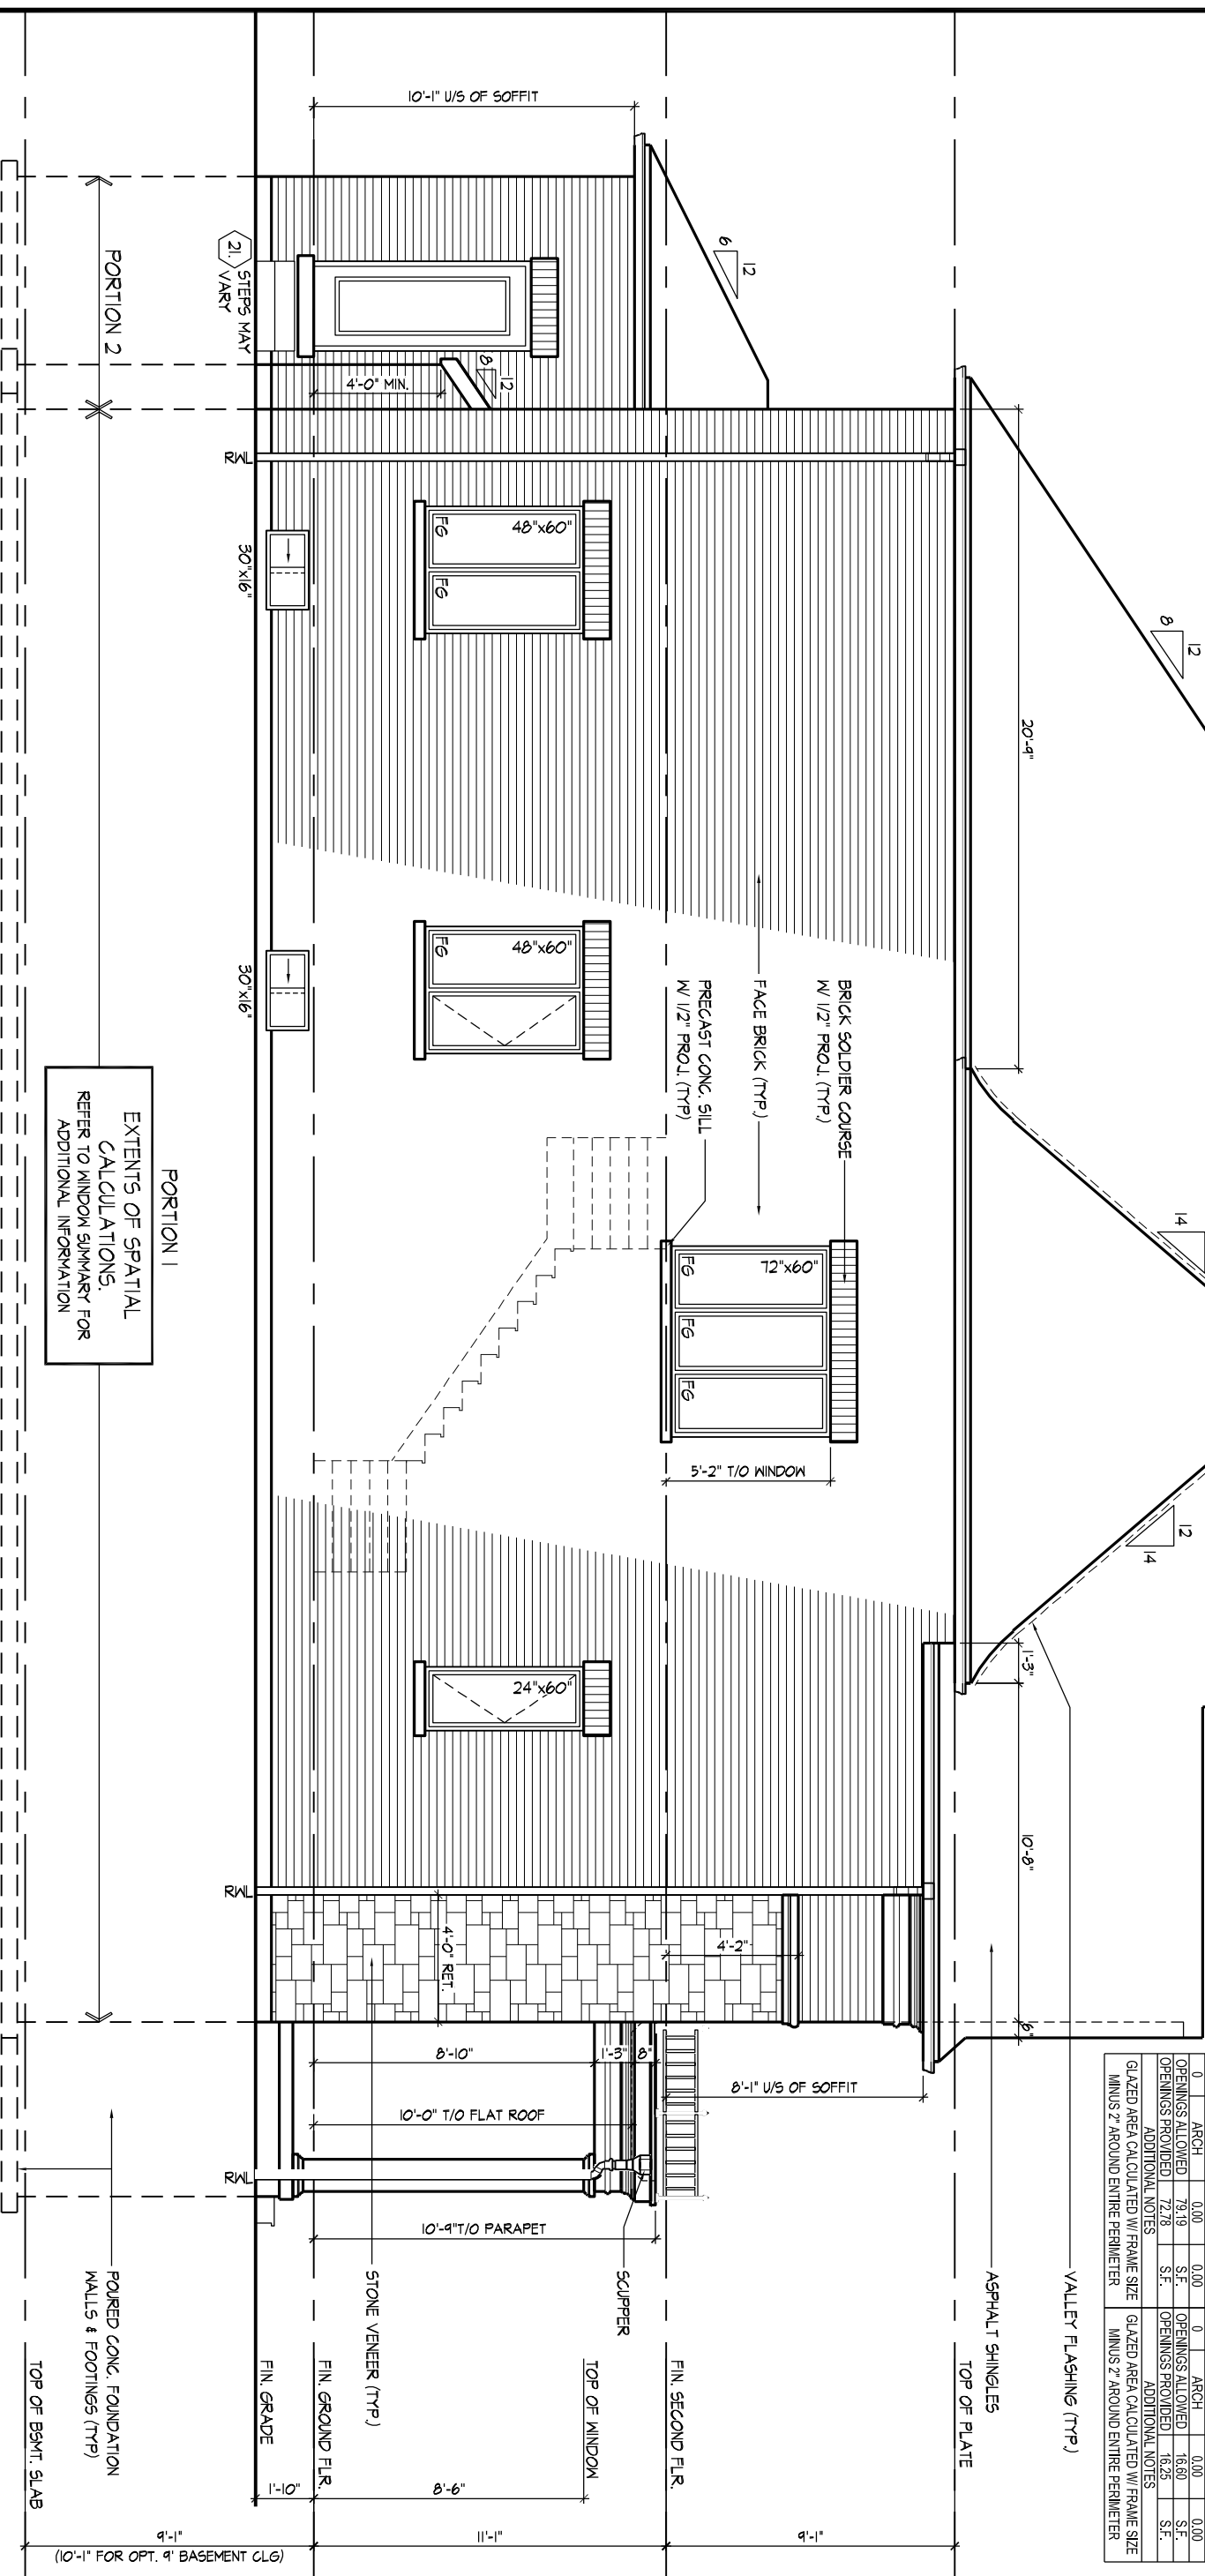 0 ARCH 0.00 0.00 0 ARCH 0.00 0.00
OPENINGS ALLOWED 79.19 S.F. OPENINGS ALLOWED 16.60 S.F.
OPENINGS PROVIDED 72.78 S.F. OPENINGS PROVIDED 16.25 S.F.
ADDITIONAL NOTES ADDITIONAL NOTES
GLAZED AREA CALCULATED W/ FRAME SIZE
MINUS 2" AROUND ENTIRE PERIMETER
GLAZED AREA CALCULATED W/ FRAME SIZE
MINUS 2" AROUND ENTIRE PERIMETER
12
8
14
12
14
VALLEY FLASHING (TYP.)
20'-9"
1'-3"
10'-8"
6"
ASPHALT SHINGLES
TOP OF PLATE
12
6
BRICK SOLDIER COURSE
W/ 1/2" PROJ. (TYP.)
FACE BRICK (TYP.)
PRECAST CONC. SILL
W/ 1/2" PROJ. (TYP)
72"x60"
FG
FG
FG
5'-2" T/O WINDOW
4'-2"
8'-1" U/S OF SOFFIT
9'-1"
FIN. SECOND FLR.
10'-1" U/S OF SOFFIT
SCUPPER
TOP OF WINDOW
48"x60"
FG
FG
48"x60"
FG
24"x60"
12
8
4'-0" MIN.
4'-0" RET.
8'-10"
1'-3"
8"
10'-0" T/O FLAT ROOF
10'-9"T/O PARAPET
STONE VENEER (TYP.)
8'-6"
11'-1"
FIN. GROUND FLR.
1'-10"
FIN. GRADE
21.
STEPS MAY
VARY
RWL
30"x16"
30"x16"
RWL
RWL
PORTION 2
PORTION 1
EXTENTS OF SPATIAL
CALCULATIONS.
REFER TO WINDOW SUMMARY FOR
ADDITIONAL INFORMATION
POURED CONC. FOUNDATION
WALLS & FOOTINGS (TYP)
9'-1"
(10'-1" FOR OPT. 9' BASEMENT CLG)
TOP OF BSMT. SLAB